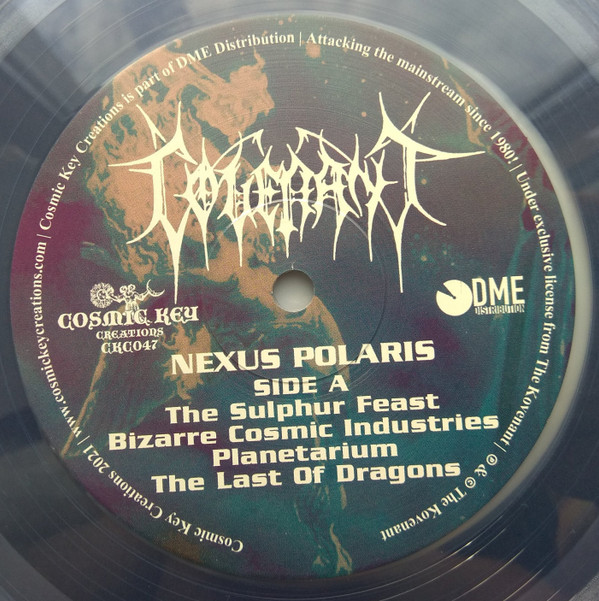 Cosmic Key Creations 2021 | www.cosmickeycreations.com | Cosmic Key Creations is part of DME Distribution | Attacking the mainstream since 1980! | Under exclusive license from The Kovenant | ℗ & © The Kovenant
COVENANT
COSMIC KEY
CREATIONS
CKC047
DME
DISTRIBUTION
NEXUS POLARIS
SIDE A
The Sulphur Feast
Bizarre Cosmic Industries
Planetarium
The Last Of Dragons